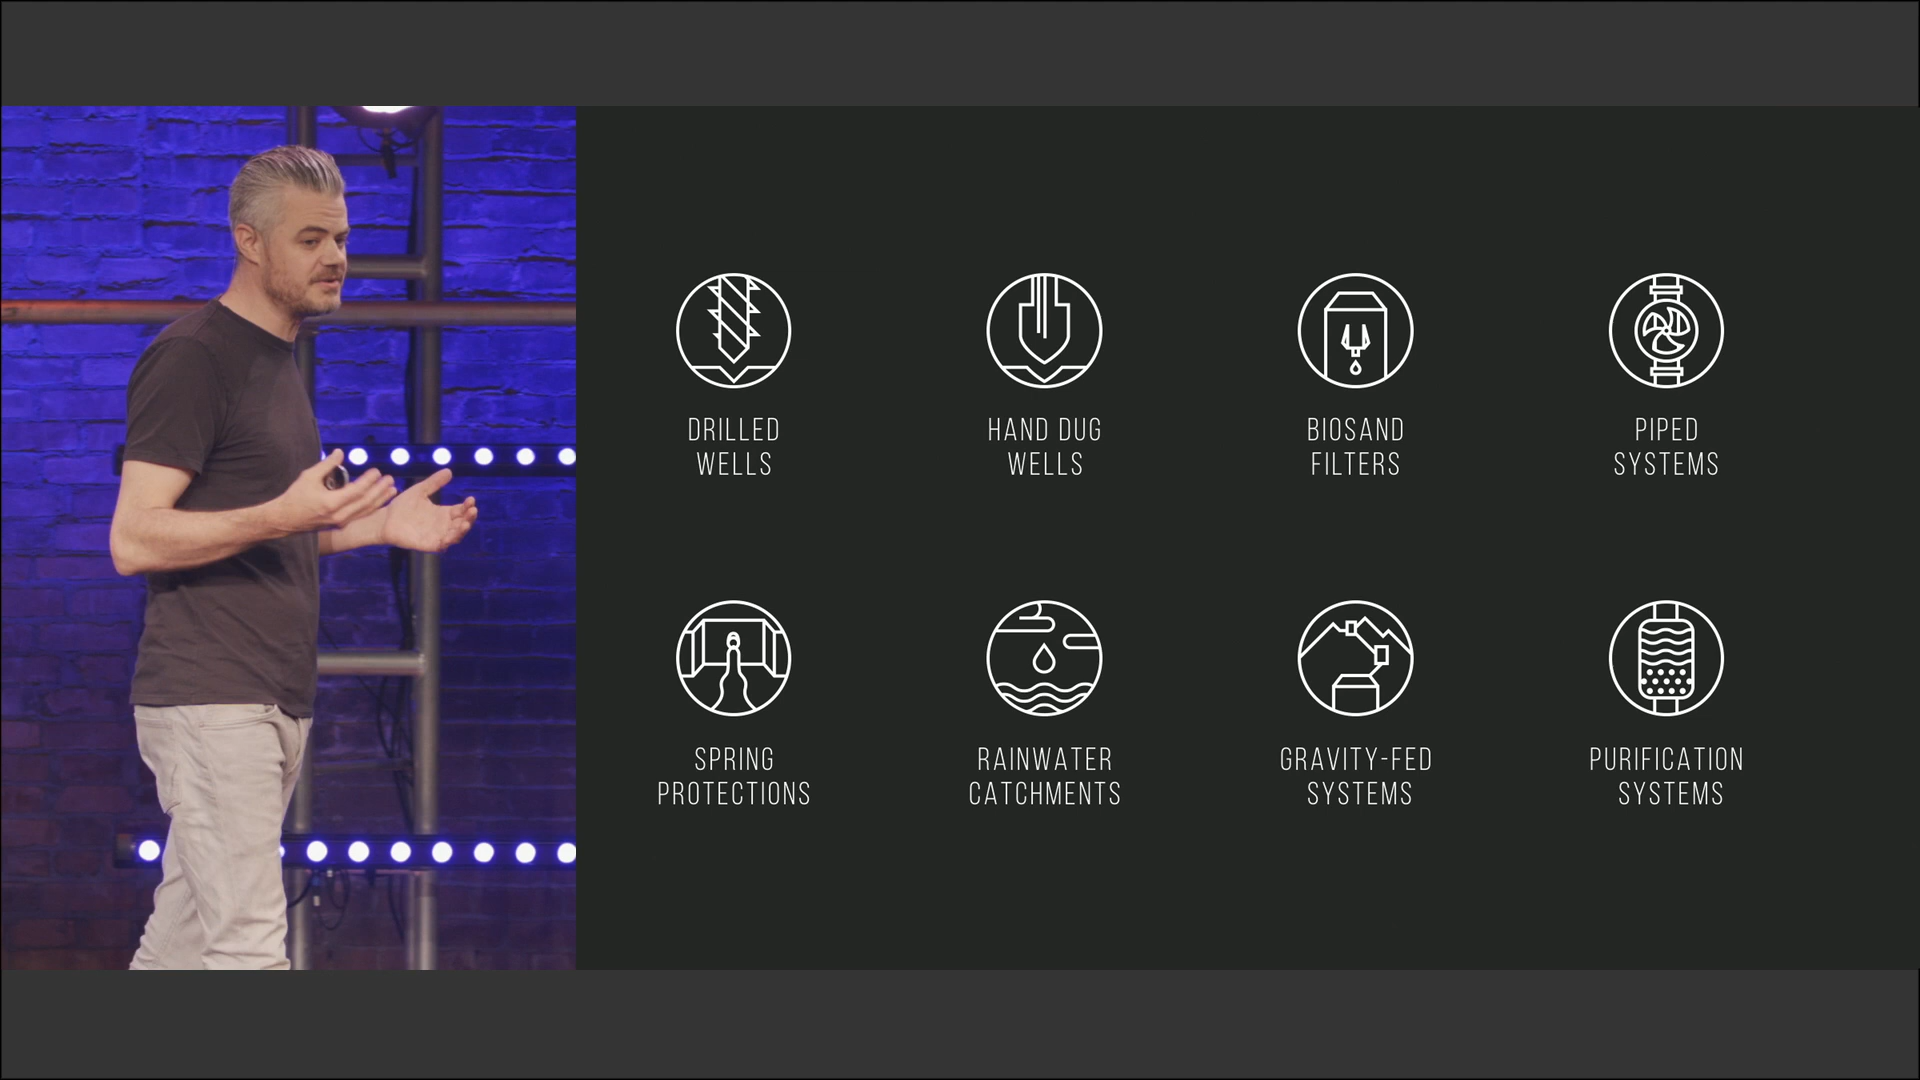 DRILLED
WELLS
HAND DUG
WELLS
BIOSAND
FILTERS
PIPED
SYSTEMS
SPRING
PROTECTIONS
RAINWATER
CATCHMENTS
GRAVITY-FED
SYSTEMS
PURIFICATION
SYSTEMS